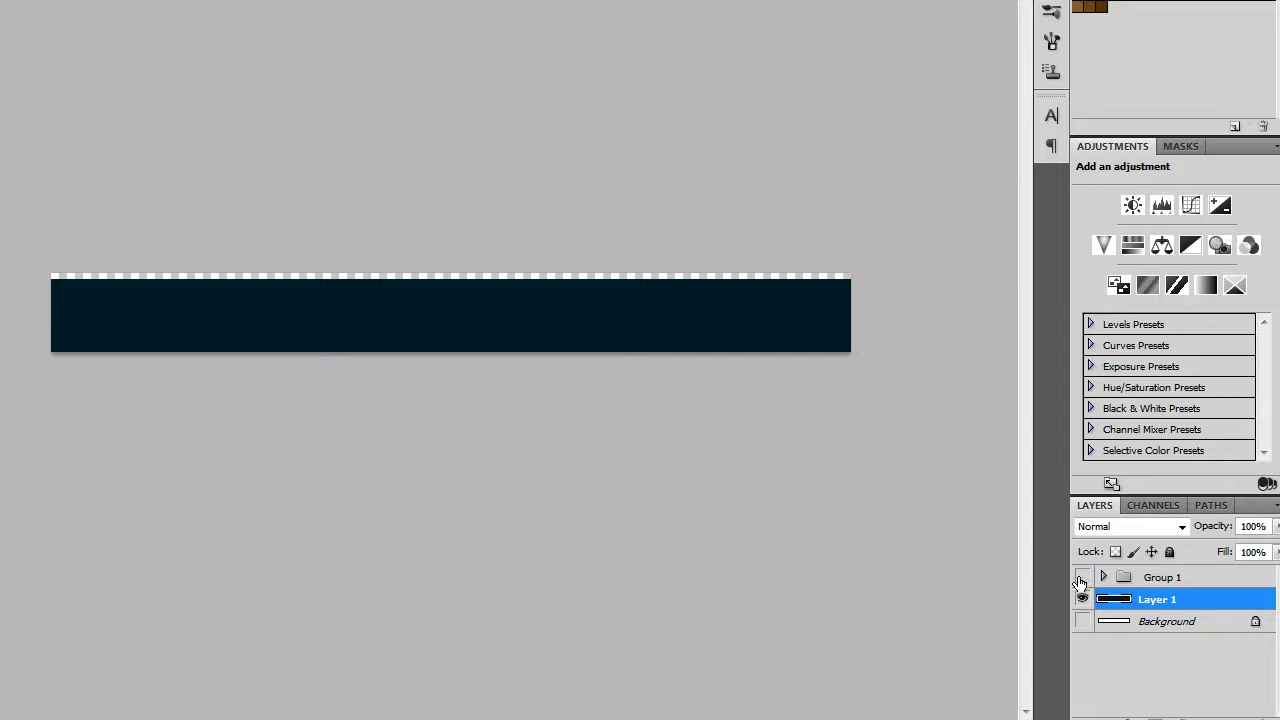 A
ADJUSTMENTS MASKS
Add an adjustment
Levels Presets
Curves Presets
Exposure Presets
Hue/Saturation Presets
Black & White Presets
Channel Mixer Presets
Selective Color Presets
LAYERS CHANNELS PATHS
Normal Opacity: 100%
Lock: Fill: 100%
Group 1
Layer 1
Background